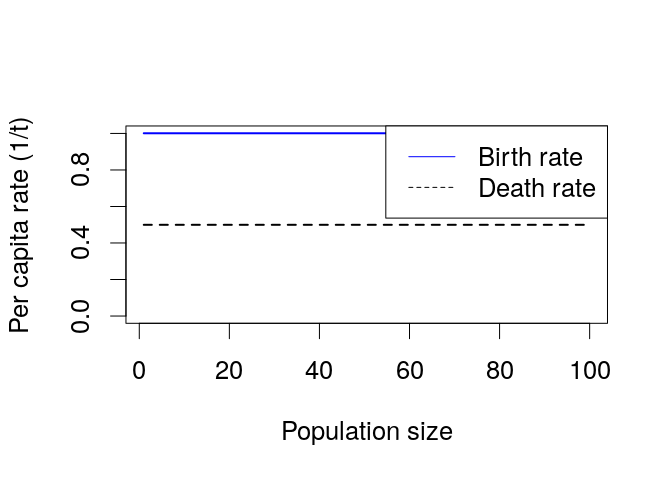 Per capita rate (1/t)
0.8
0.4
0.0
Birth rate
Death rate
0 20 40 60 80 100
Population size